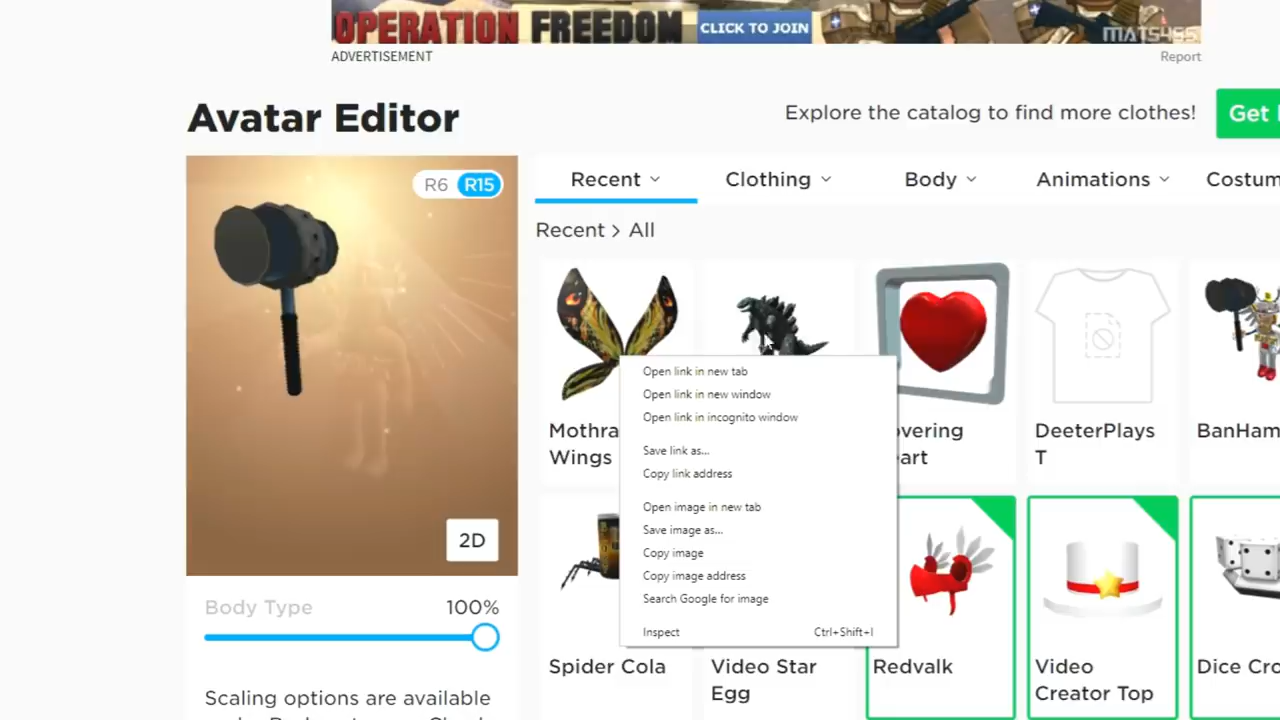 OPERATION FREEDOM CLICK TO JOIN MATS465
ADVERTISEMENT Report
Avatar Editor
Explore the catalog to find more clothes! Get
R6 R15
Recent Clothing Body Animations Costum
Recent > All
Open link in new tab
Open link in new window
Open link in incognito window
Save link as...
Copy link address
Open image in new tab
Save image as...
Copy image
Copy image address
Search Google for image
Inspect Ctrl+Shift+I
Mothra
Wings
overing
art
DeeterPlays
T
BanHam
2D
Body Type 100%
Scaling options are available
Spider Cola
Video Star
Egg
Redvalk
Video
Creator Top
Dice Cro